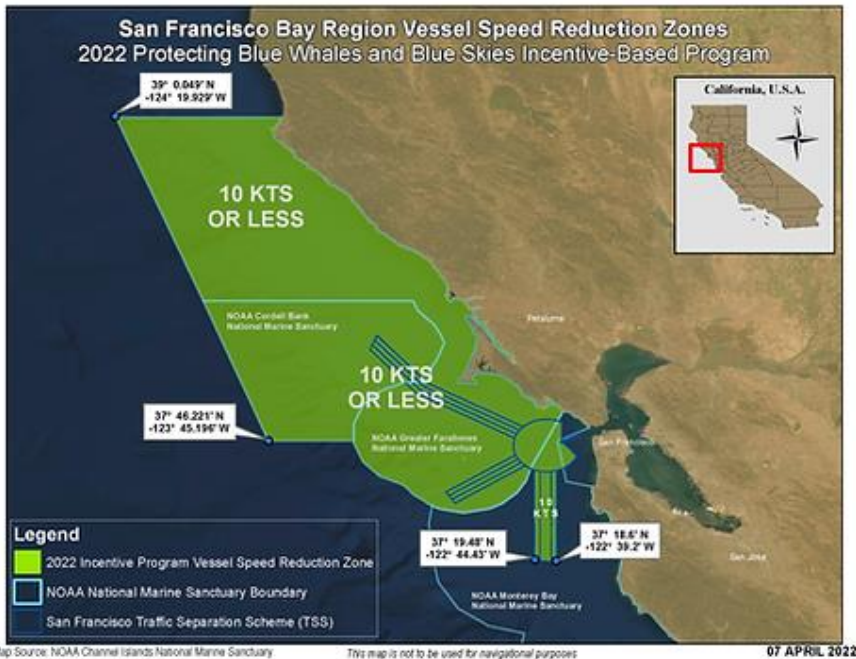 San Francisco Bay Region Vessel Speed Reduction Zones
2022 Protecting Blue Whales and Blue Skies Incentive-Based Program
39° 0.049' N
-124° 19.929' W
California, U.S.A.
N
10 KTS
OR LESS
NOAA Cordell Bank
National Marine Sanctuary
Petaluma
10 KTS
OR LESS
37° 46.221' N
-123° 45.196' W
NOAA Greater Farallones
National Marine Sanctuary
San Francisco
10
KTS
37° 19.48' N
-122° 44.43' W
37° 18.6' N
-122° 39.2' W
San Jose
Legend
2022 Incentive Program Vessel Speed Reduction Zone
NOAA National Marine Sanctuary Boundary
San Francisco Traffic Separation Scheme (TSS)
NOAA Monterey Bay
National Marine Sanctuary
Map Source: NOAA Channel Islands National Marine Sanctuary
This map is not to be used for navigational purposes
07 APRIL 2022